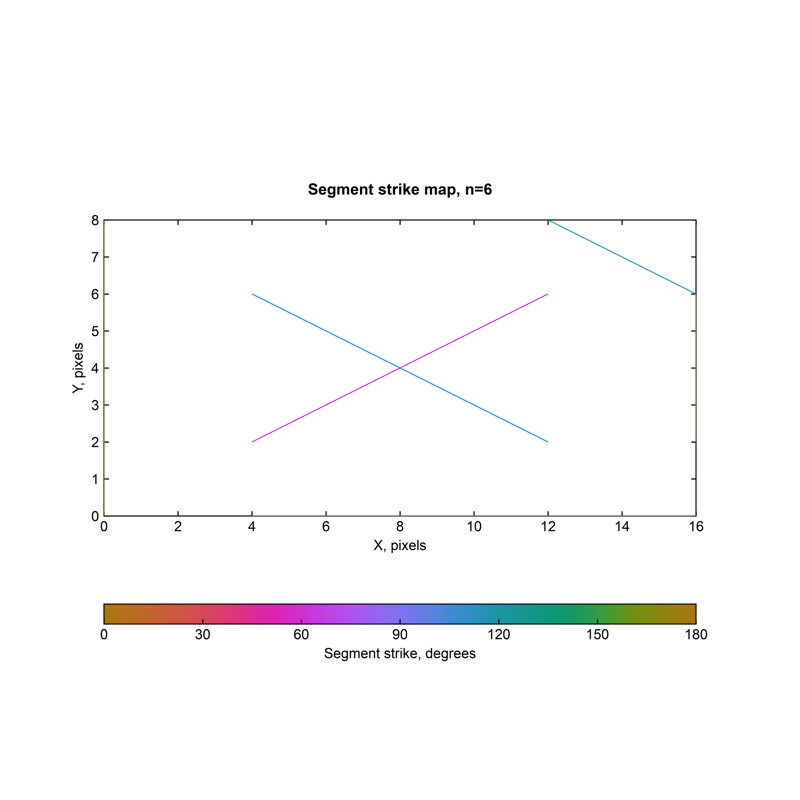 Segment strike map, n=6
8
7
6
5
4
3
2
1
0
Y, pixels
0 2 4 6 8 10 12 14 16
X, pixels
0 30 60 90 120 150 180
Segment strike, degrees